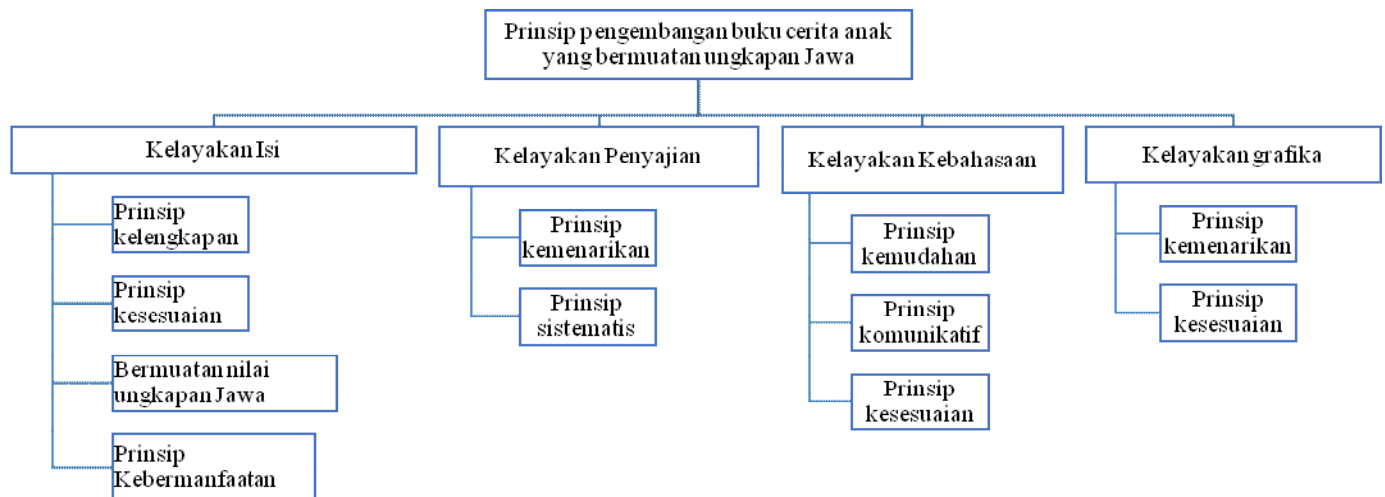 Prinsip pengembangan buku cerita anak
yang bermuatan ungkapan Jawa
Kelayakan Isi
Prinsip
kelengkapan
Prinsip
kesesuaian
Bermuatan nilai
ungkapan Jawa
Prinsip
Kebermanfaatan
Kelayakan Penyajian
Prinsip
kemenarikan
Prinsip
sistematis
Kelayakan Kebahasaan
Prinsip
kemudahan
Prinsip
komunikatif
Prinsip
kesesuaian
Kelayakan grafika
Prinsip
kemenarikan
Prinsip
kesesuaian